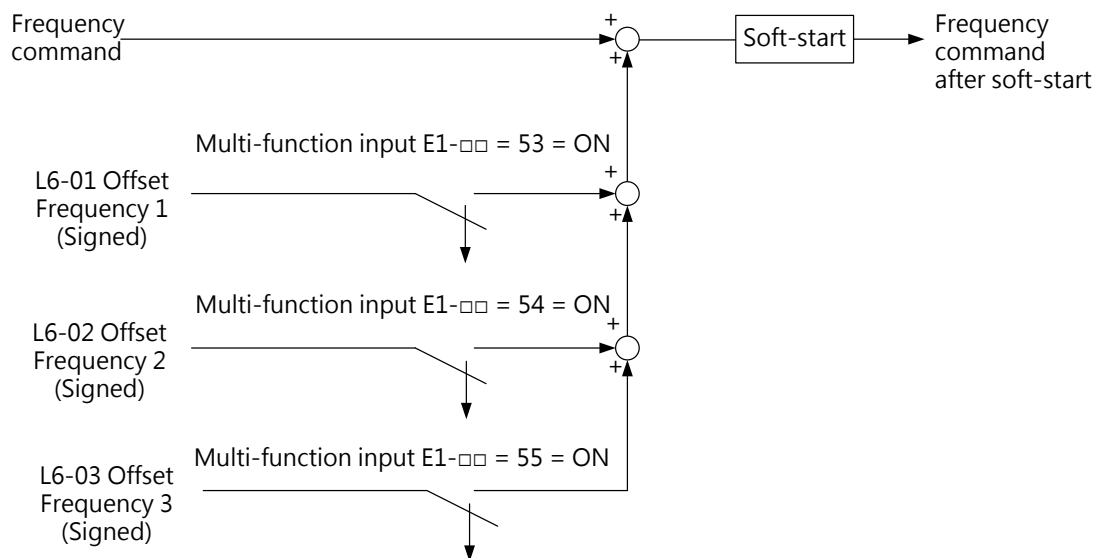 Frequency
command
+
+
Soft-start
Frequency
command
after soft-start
Multi-function input E1-□□ = 53 = ON
L6-01 Offset
Frequency 1
(Signed)
+
+
Multi-function input E1-□□ = 54 = ON
L6-02 Offset
Frequency 2
(Signed)
+
+
+
Multi-function input E1-□□ = 55 = ON
L6-03 Offset
Frequency 3
(Signed)